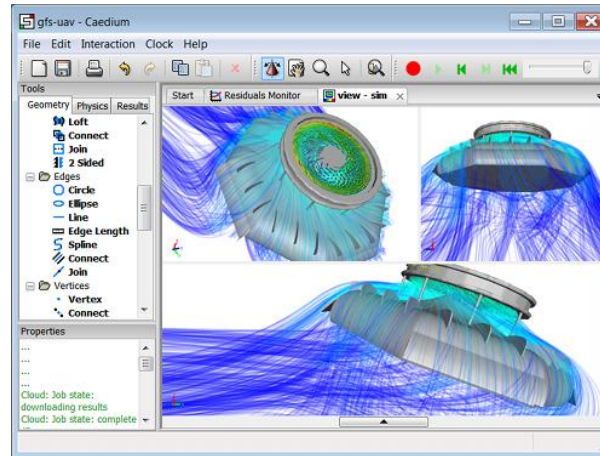 gfs-uav - Caedium
File Edit Interaction Clock Help
Tools
Geometry Physics Results
Loft
Connect
Join
2 Sided
Edges
Circle
Ellipse
Line
Edge Length
Spline
Connect
Join
Vertices
Vertex
Connect
Properties
...
...
...
...
Cloud: Job state:
downloading results
Cloud: Job state: complete
Start Residuals Monitor view - sim